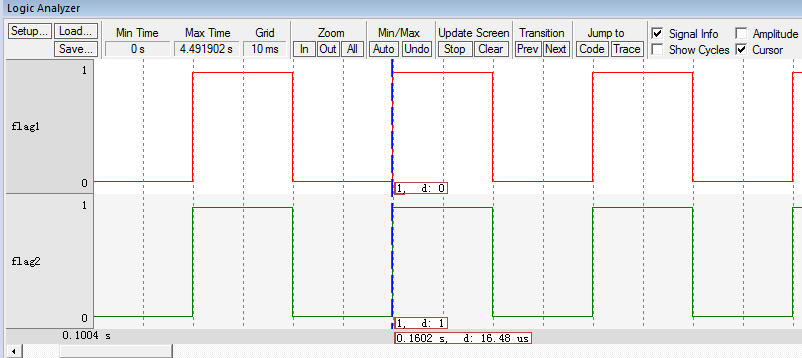 Logic Analyzer
Setup... Load... Min Time Max Time Grid Zoom Min/Max Update Screen Transition Jump to Signal Info Amplitude
Save... 0 s 4.491902 s 10 ms In Out All Auto Undo Stop Clear Prev Next Code Trace Show Cycles Cursor
1
flag1
0
1, d: 0
1
flag2
0
1, d: 1
0.1004 s
0.1602 s, d: 16.48 us